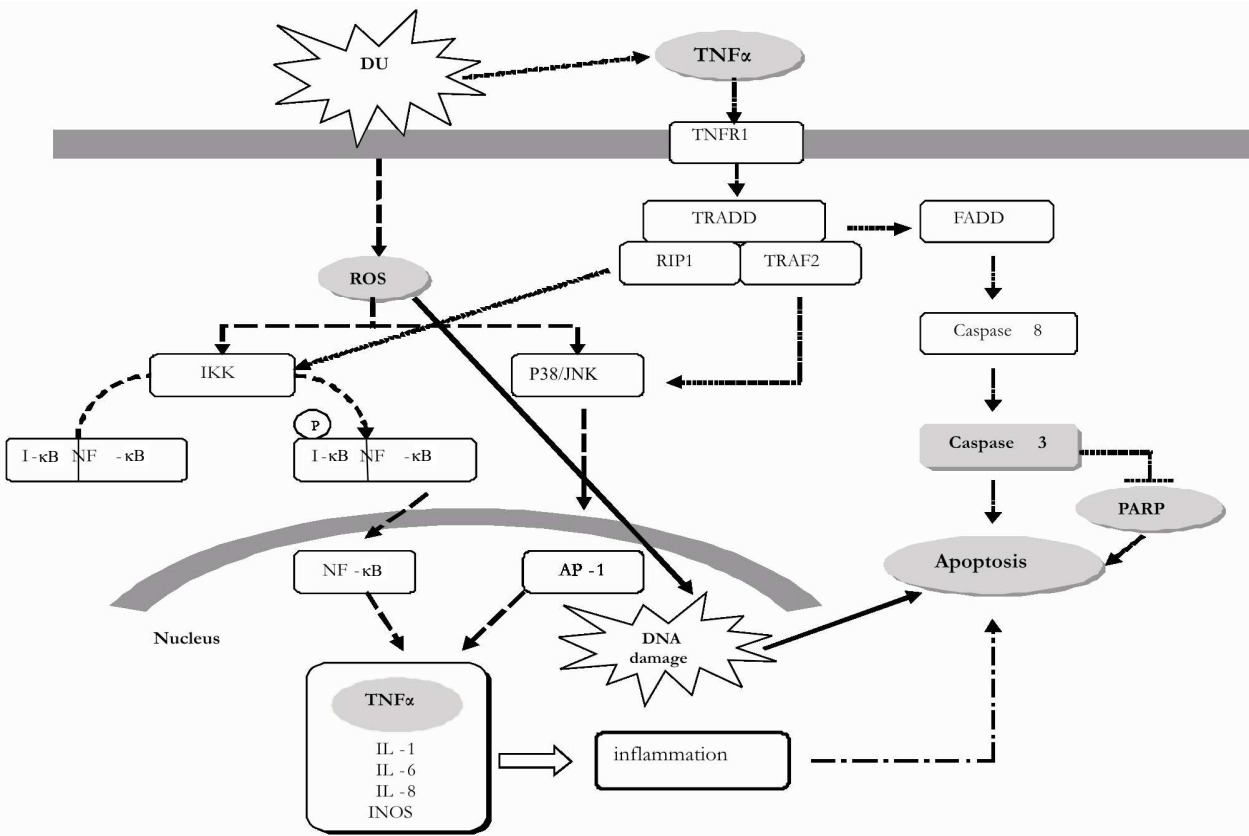 DU
TNFα
TNFR1
TRADD
FADD
RIP1
TRAF2
ROS
Caspase 8
IKK
P38/JNK
P
I-κB NF -κB
I-κB NF -κB
Caspase 3
PARP
NF -κB
AP -1
Apoptosis
Nucleus
DNA
damage
TNFα
IL -1
IL -6
IL -8
INOS
inflammation